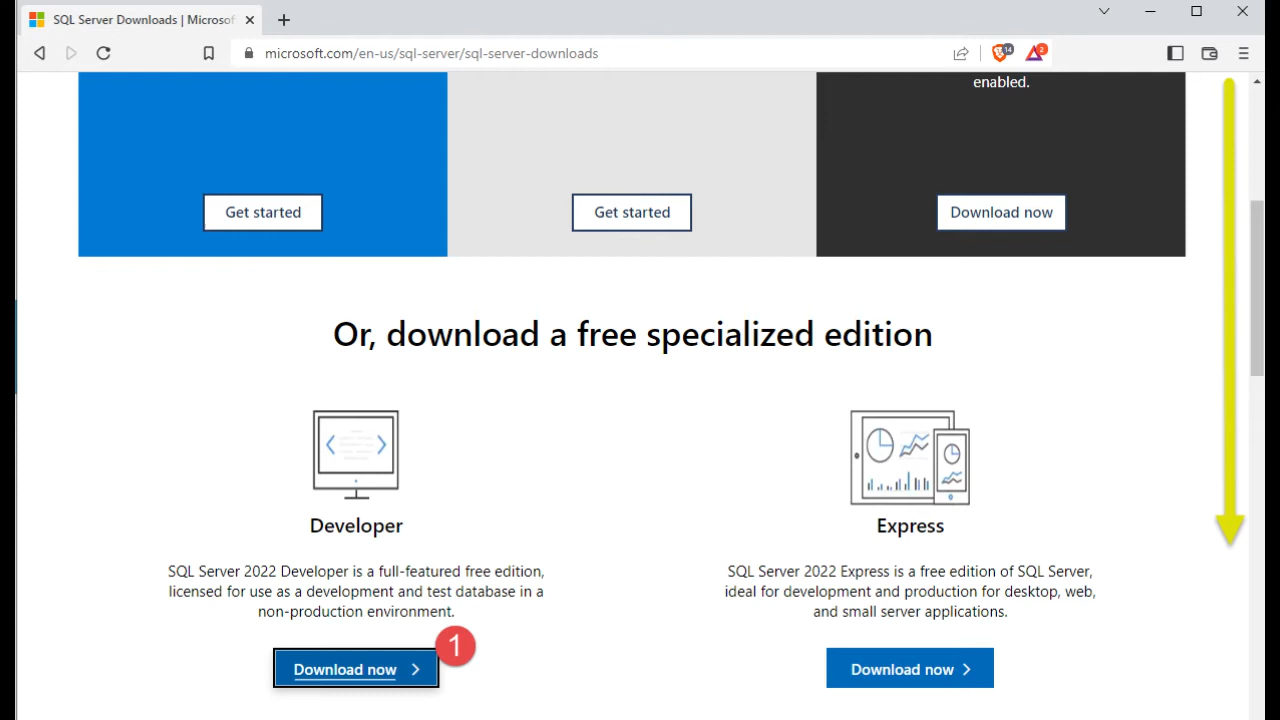 SQL Server Downloads | Microsof
microsoft.com/en-us/sql-server/sql-server-downloads
14
2
enabled.
Get started
Get started
Download now
Or, download a free specialized edition
Developer
SQL Server 2022 Developer is a full-featured free edition,
licensed for use as a development and test database in a
non-production environment.
Download now
1
Express
SQL Server 2022 Express is a free edition of SQL Server,
ideal for development and production for desktop, web,
and small server applications.
Download now